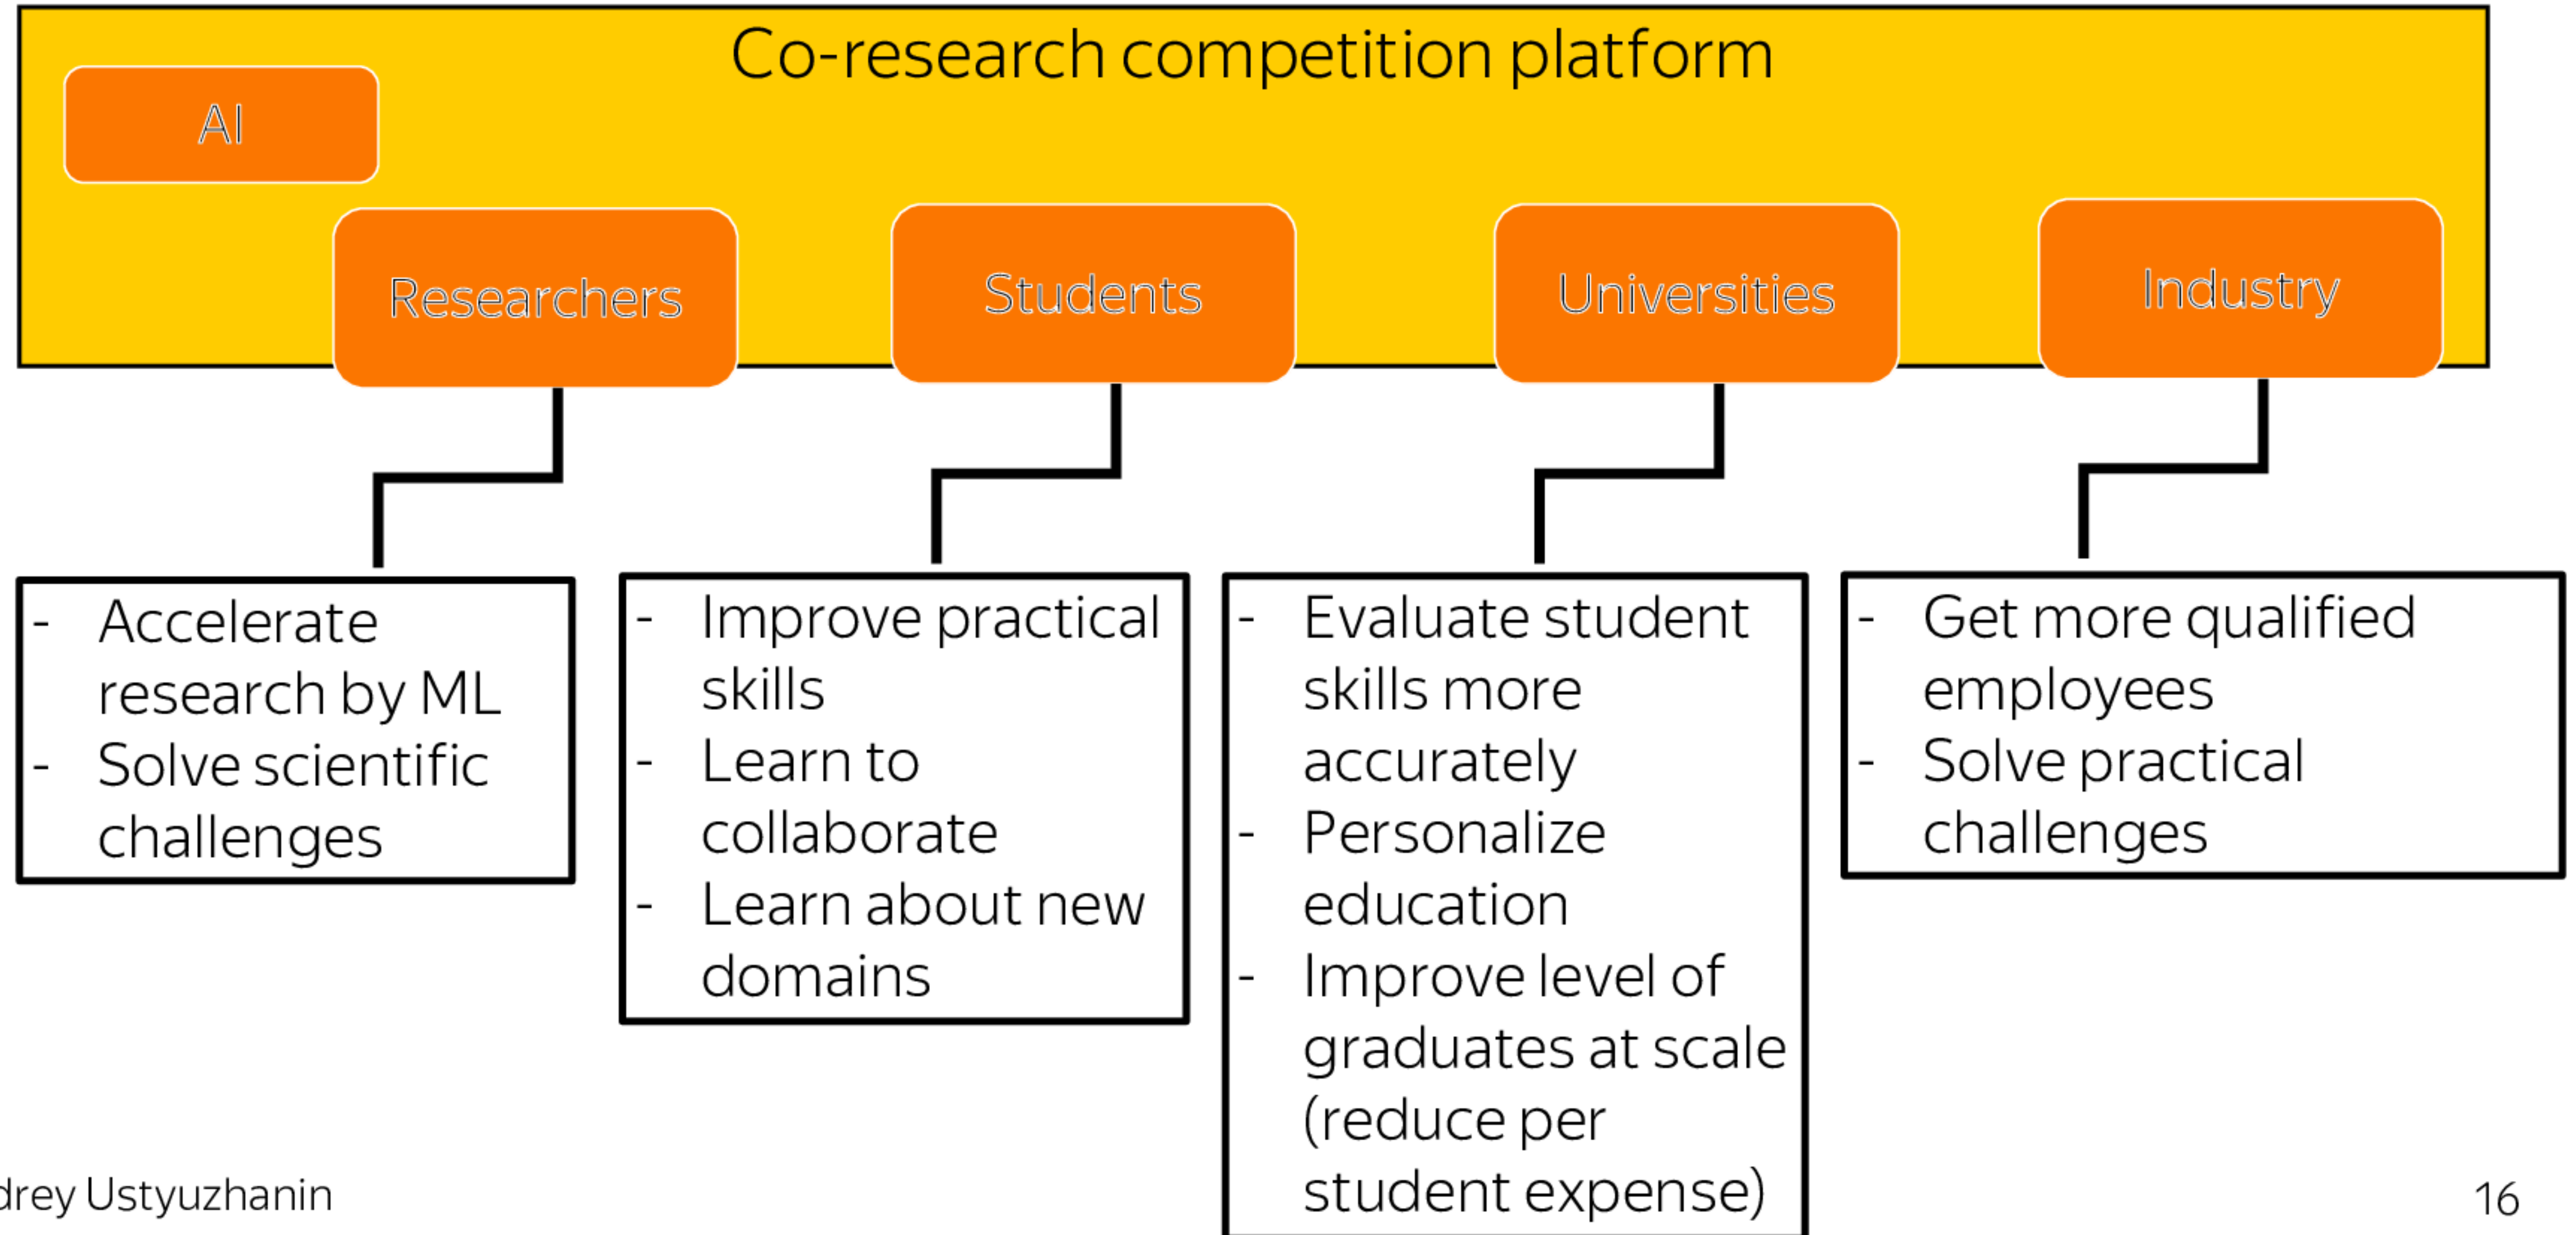 Co-research competition platform
AI
Researchers
Students
Universities
Industry
- Accelerate
research by ML
- Solve scientific
challenges
- Improve practical
skills
- Learn to
collaborate
- Learn about new
domains
- Evaluate student
skills more
accurately
- Personalize
education
- Improve level of
graduates at scale
(reduce per
student expense)
- Get more qualified
employees
- Solve practical
challenges
drey Ustyuzhanin
16